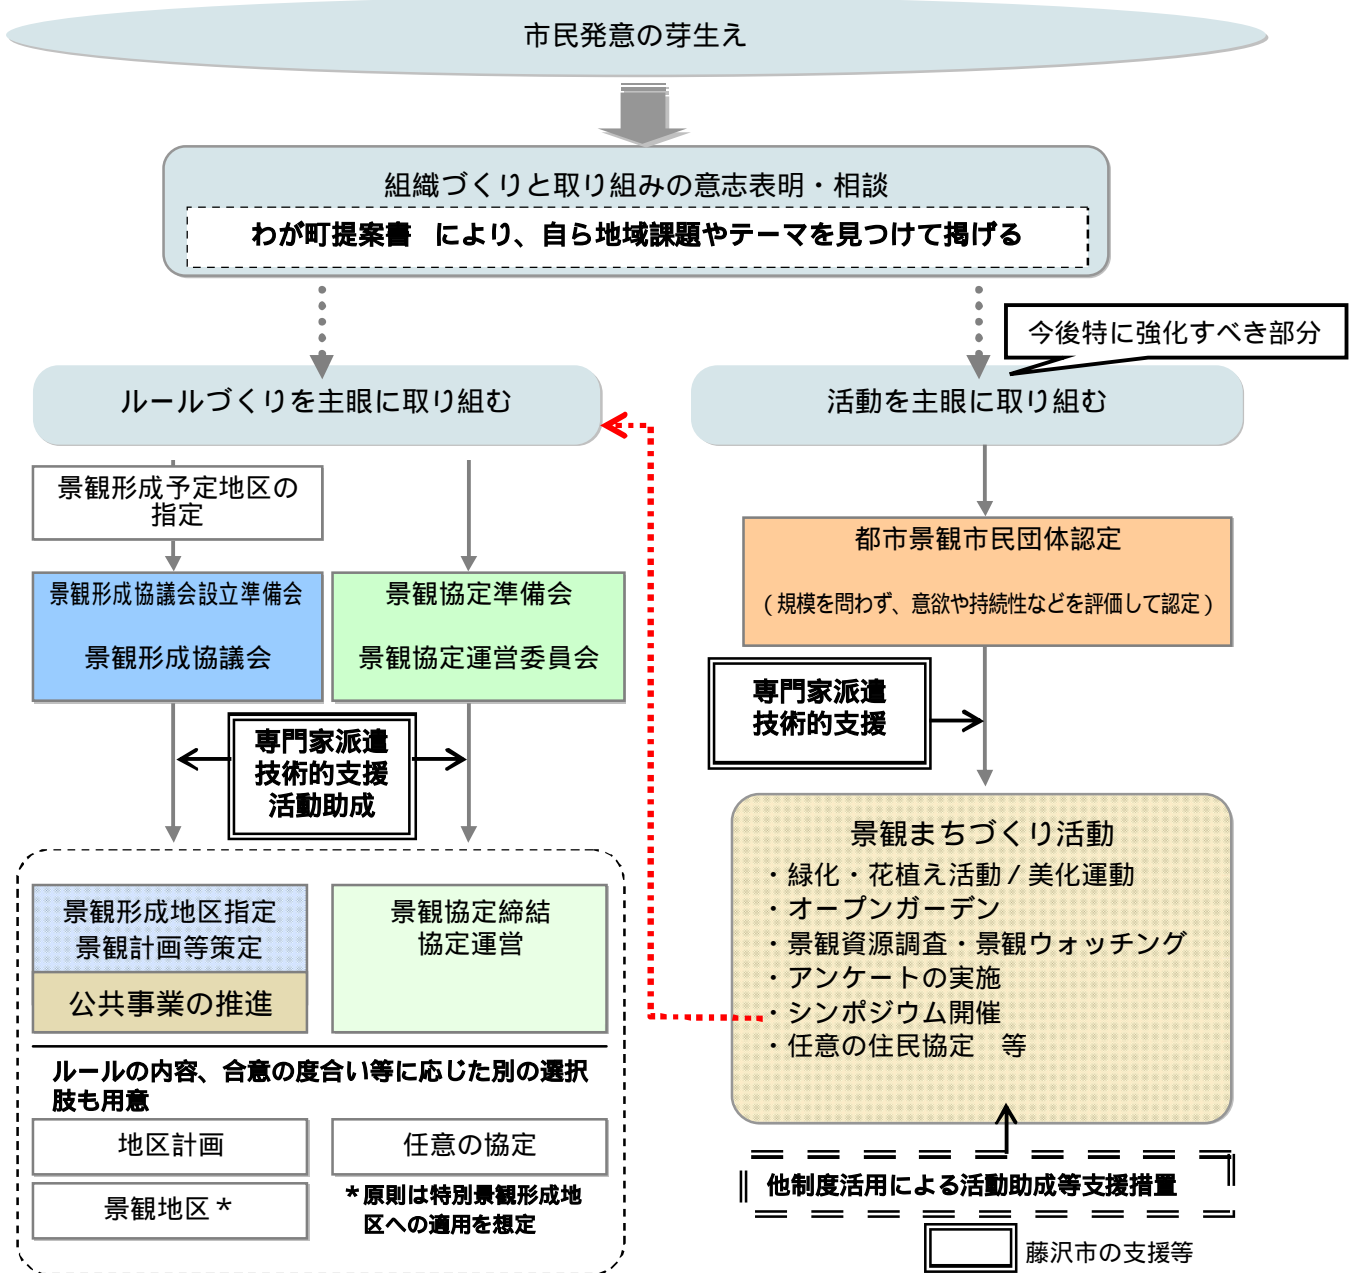 市民発意の芽生え
組織づくりと取り組みの意志表明・相談
わが町提案書　により、自ら地域課題やテーマを見つけて掲げる
今後特に強化すべき部分
ルールづくりを主眼に取り組む
活動を主眼に取り組む
景観形成予定地区の
指定
景観形成協議会設立準備会
景観形成協議会
景観協定準備会
景観協定運営委員会
専門家派遣
技術的支援
活動助成
景観形成地区指定
景観計画等策定
公共事業の推進
景観協定締結
協定運営
ルールの内容、合意の度合い等に応じた別の選択
肢も用意
地区計画
任意の協定
景観地区＊
＊原則は特別景観形成地
区への適用を想定
都市景観市民団体認定
（規模を問わず、意欲や持続性などを評価して認定）
専門家派遣
技術的支援
景観まちづくり活動
・緑化・花植え活動/美化運動
・オープンガーデン
・景観資源調査・景観ウォッチング
・アンケートの実施
・シンポジウム開催
・任意の住民協定　等
他制度活用による活動助成等支援措置
藤沢市の支援等